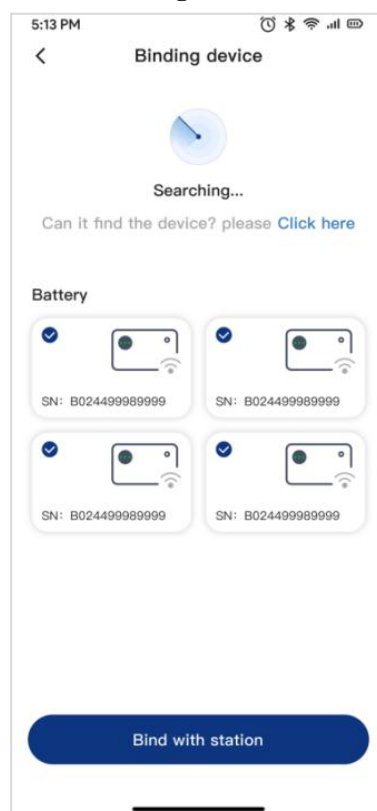 5:13 PM
Binding device
Searching...
Can it find the device? please Click here
Battery
SN: B024499989999
SN: B024499989999
SN: B024499989999
SN: B024499989999
Bind with station